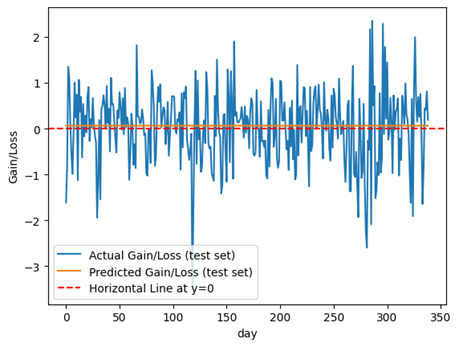 2
1
0
−1
−2
−3
Gain/Loss
Actual Gain/Loss (test set)
Predicted Gain/Loss (test set)
Horizontal Line at y=0
0 50 100 150 200 250 300 350
day